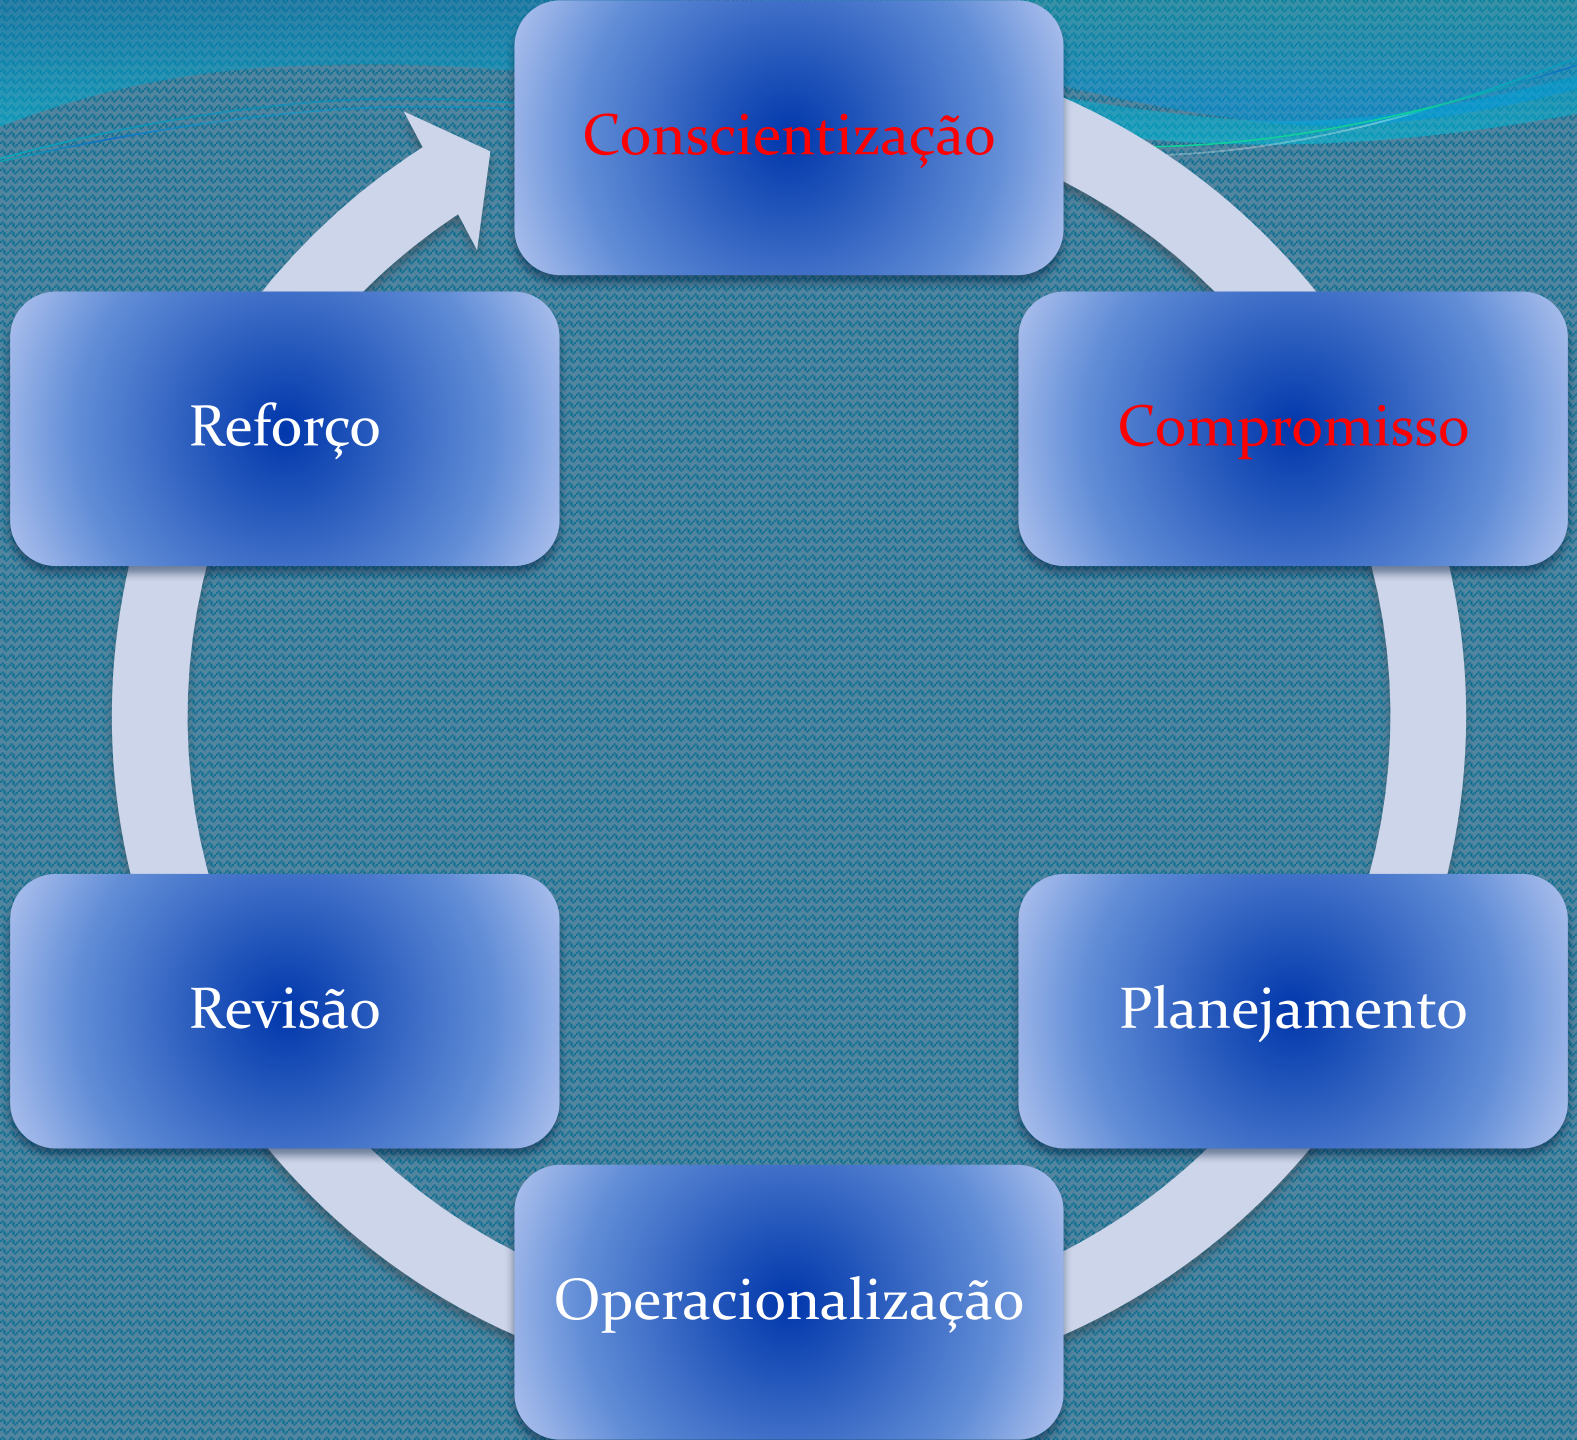 Conscientização
Compromisso
Planejamento
Operacionalização
Revisão
Reforço